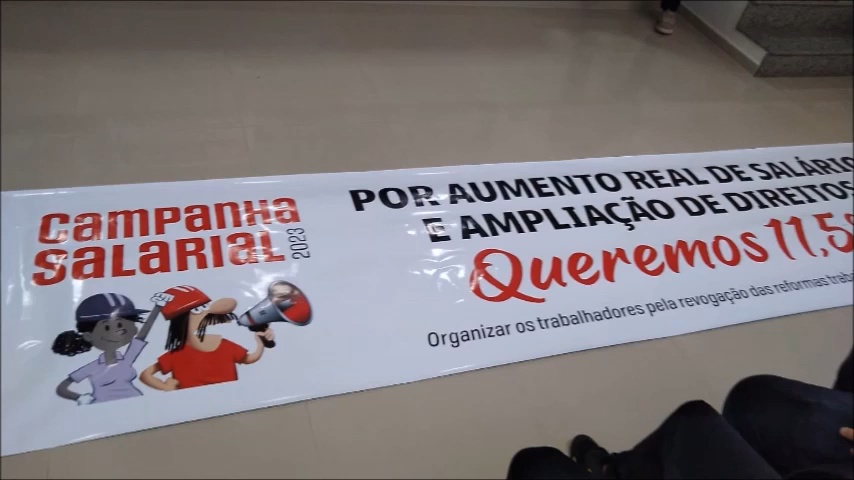 Campanha
SALARIAL
2023
POR AUMENTO REAL DE SALÁRIO
E AMPLIAÇÃO DE DIREITOS
Queremos 11,5
Organizar os trabalhadores pela revogação das reformas